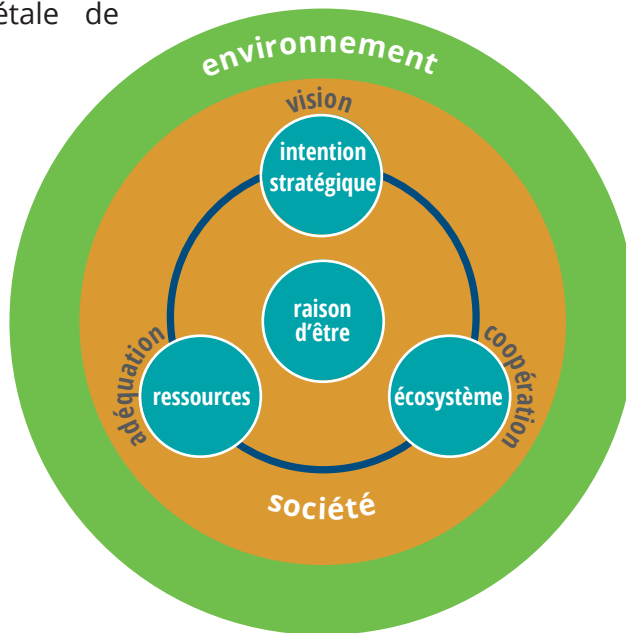 étale de
environnement
vision
intention
stratégique
raison
d'être
adéquation
coopération
ressources
écosystème
société